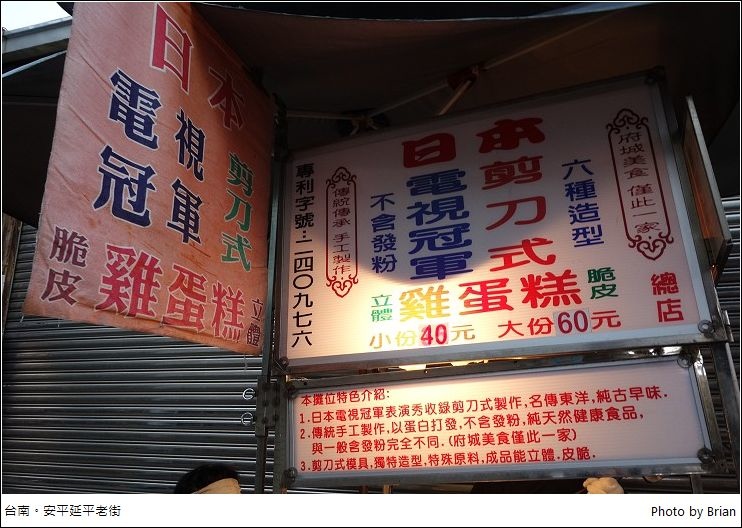 日本
電視
冠軍
剪刀式
脆皮
雞蛋糕
立體
專利字號:二四〇九七六
傳統傳承 手工製作
日本
電視冠軍
剪刀式
不含發粉
六種造型
府城美食 僅此一家
立體
雞蛋糕
脆皮
總店
小份40元 大份60元
本攤位特色介紹:
1.日本電視冠軍表演秀收錄剪刀式製作,名傳東洋,純古早味.
2.傳統手工製作,以蛋白打發,不含發粉,純天然健康食品,
與一般含發粉完全不同.(府城美食僅此一家)
3.剪刀式模具,獨特造型,特殊原料,成品能立體.皮脆.
台南。安平延平老街
Photo by Brian